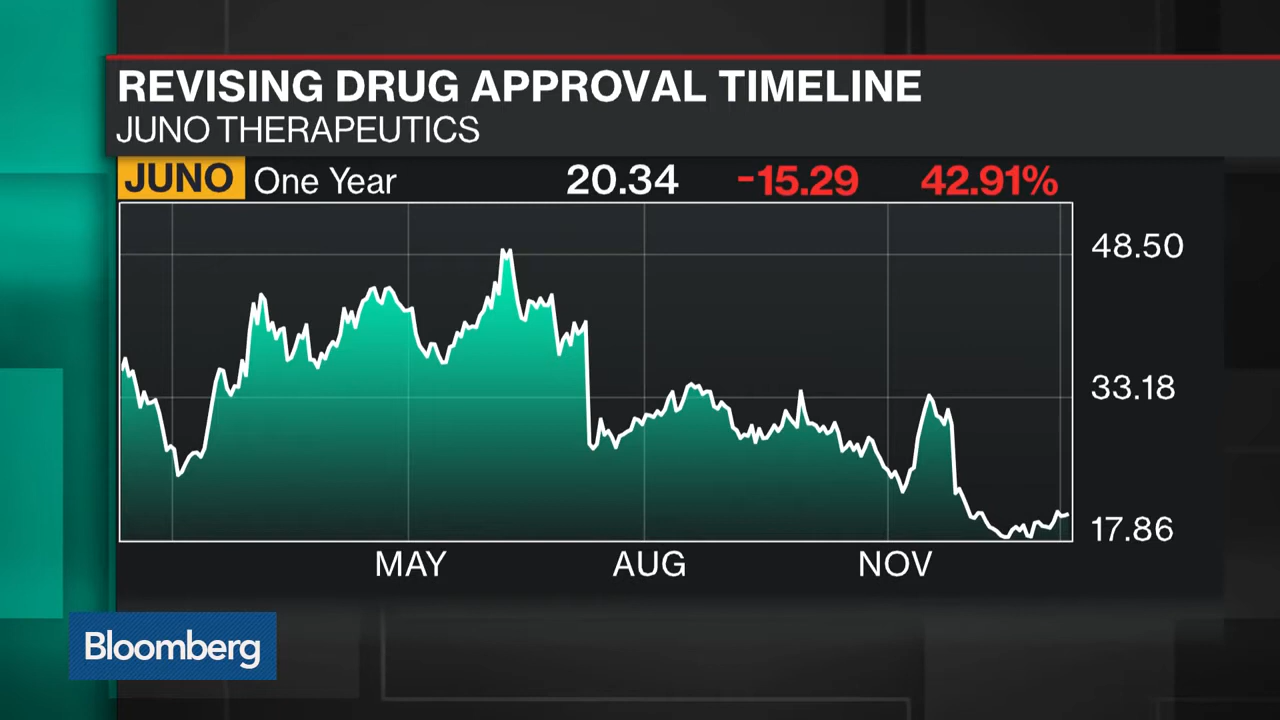 REVISING DRUG APPROVAL TIMELINE
JUNO THERAPEUTICS
JUNO One Year 20.34 -15.29 42.91%
48.50
33.18
17.86
MAY AUG NOV
Bloomberg